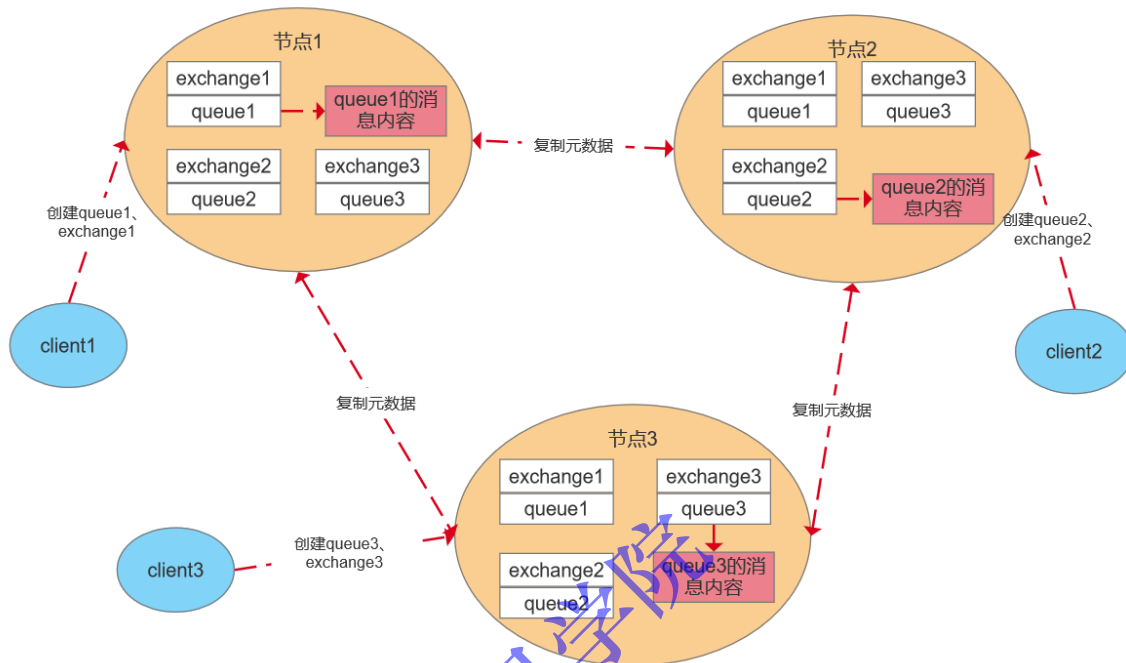 节点1
exchange1
queue1
queue1的消
息内容
exchange2
queue2
exchange3
queue3
复制元数据
节点2
exchange1
queue1
exchange3
queue3
exchange2
queue2
queue2的消
息内容
创建queue1、
exchange1
创建queue2、
exchange2
client1
client2
复制元数据
复制元数据
节点3
exchange1
queue1
exchange3
queue3
exchange2
queue2
queue3的消
息内容
client3
创建queue3、
exchange3
学院